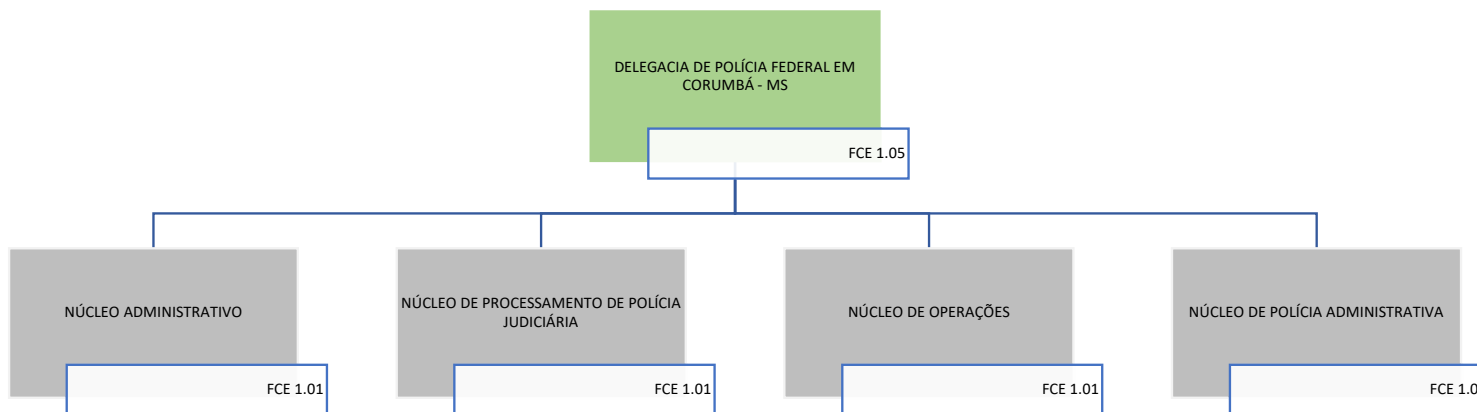 DELEGACIA DE POLÍCIA FEDERAL EM
CORUMBÁ - MS
FCE 1.05
NÚCLEO ADMINISTRATIVO
FCE 1.01
NÚCLEO DE PROCESSAMENTO DE POLÍCIA
JUDICIÁRIA
FCE 1.01
NÚCLEO DE OPERAÇÕES
FCE 1.01
NÚCLEO DE POLÍCIA ADMINISTRATIVA
FCE